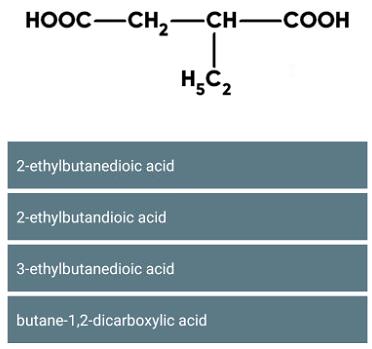 HOOC—CH₂—CH—COOH
H₅C₂
2-ethylbutanedioic acid
2-ethylbutandioic acid
3-ethylbutanedioic acid
butane-1,2-dicarboxylic acid